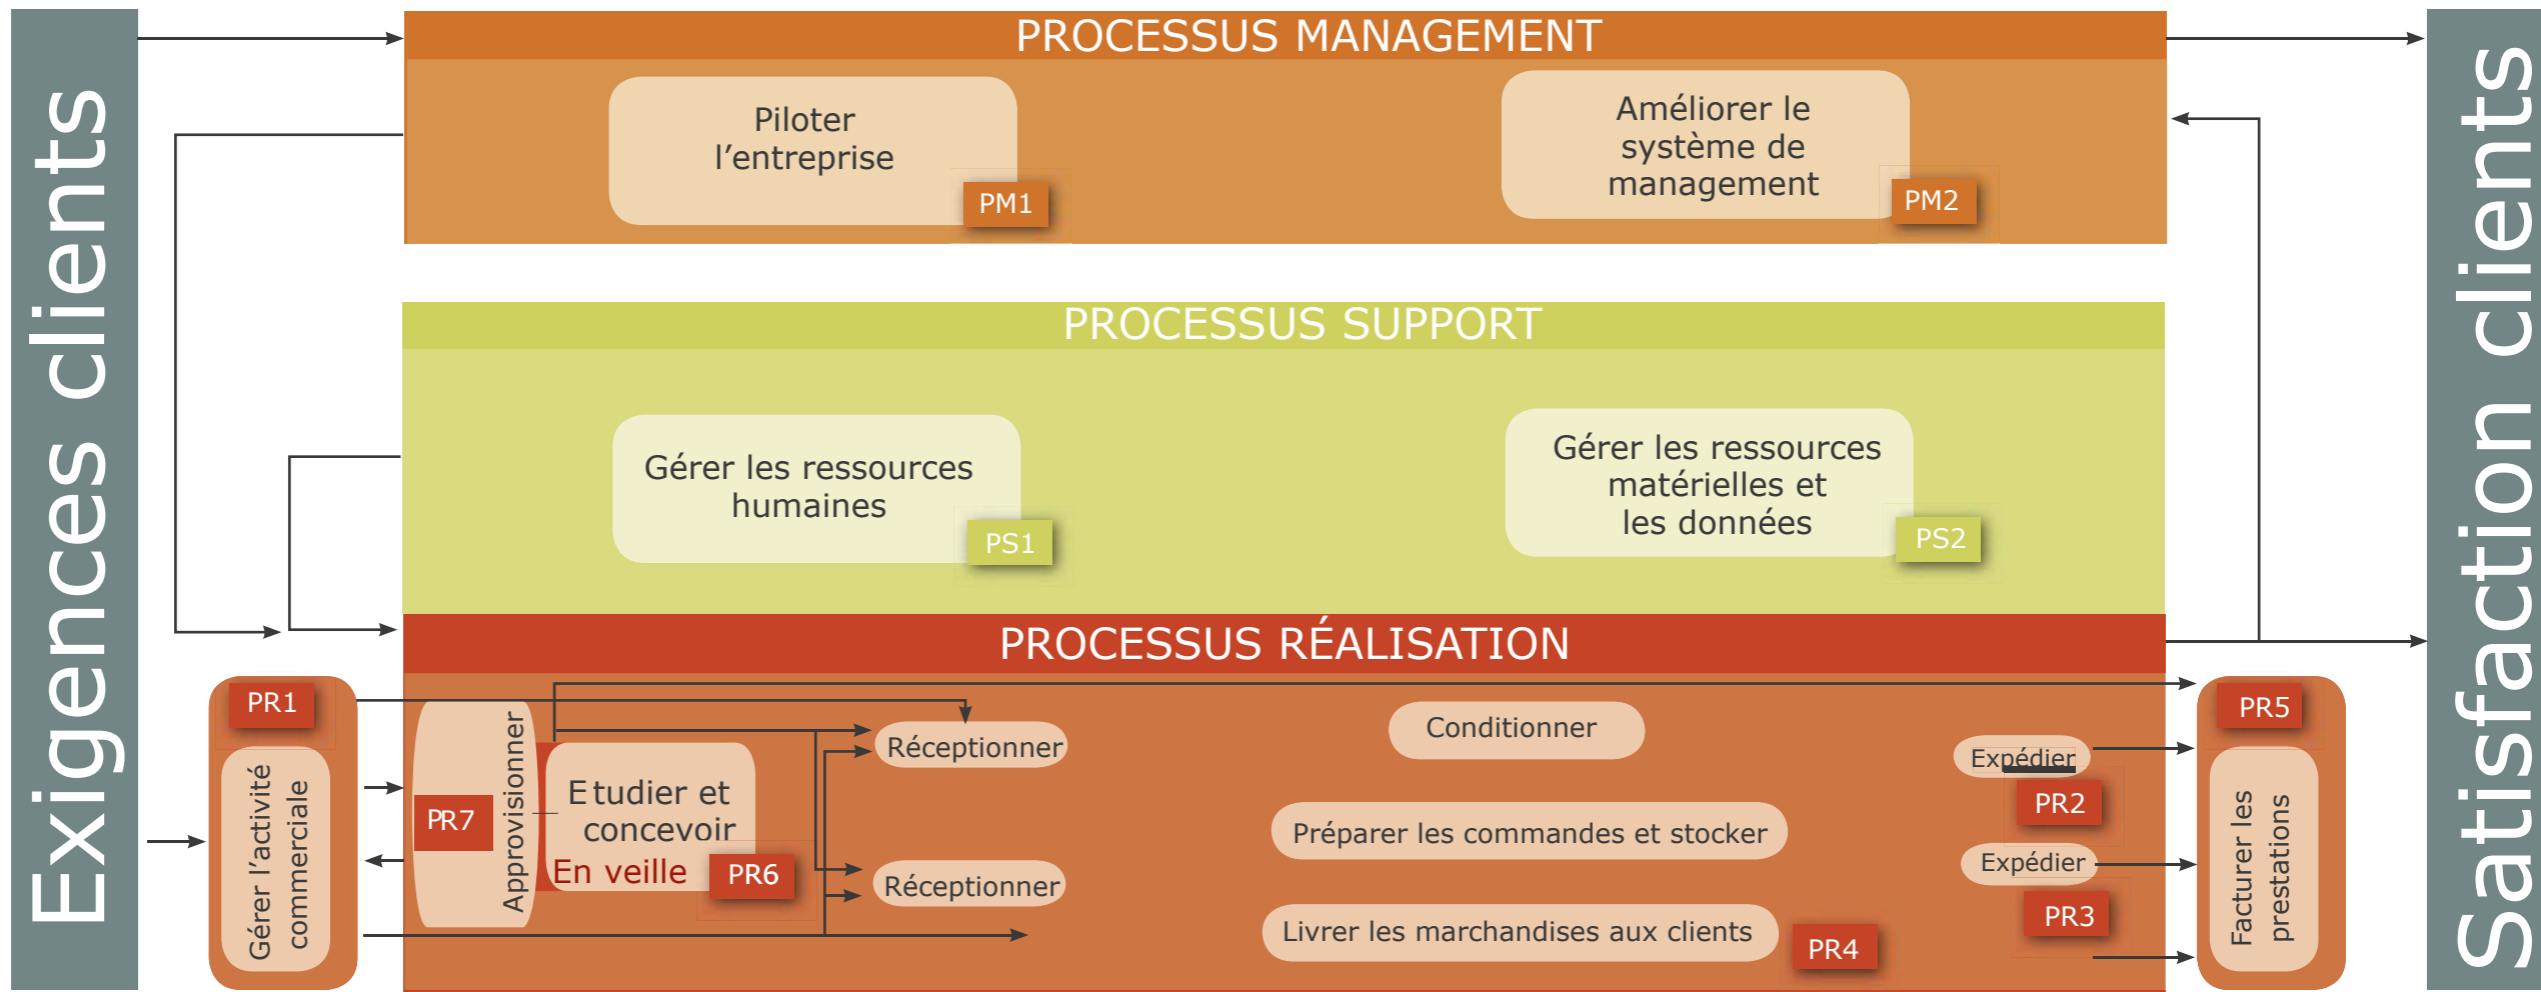 Exigences clients
PROCESSUS MANAGEMENT
Piloter
l’entreprise
PM1
Améliorer le
système de
management
PM2
PROCESSUS SUPPORT
Gérer les ressources
humaines
PS1
Gérer les ressources
matérielles et
les données
PS2
PROCESSUS RÉALISATION
PR1
Gérer l’activité
commerciale
PR7
Approvisionner
E tudier et
concevoir
En veille
PR6
Réceptionner
Réceptionner
Conditionner
Préparer les commandes et stocker
Livrer les marchandises aux clients
PR4
Expédier
PR2
Expédier
PR3
PR5
Facturer les
prestations
Satisfaction clients